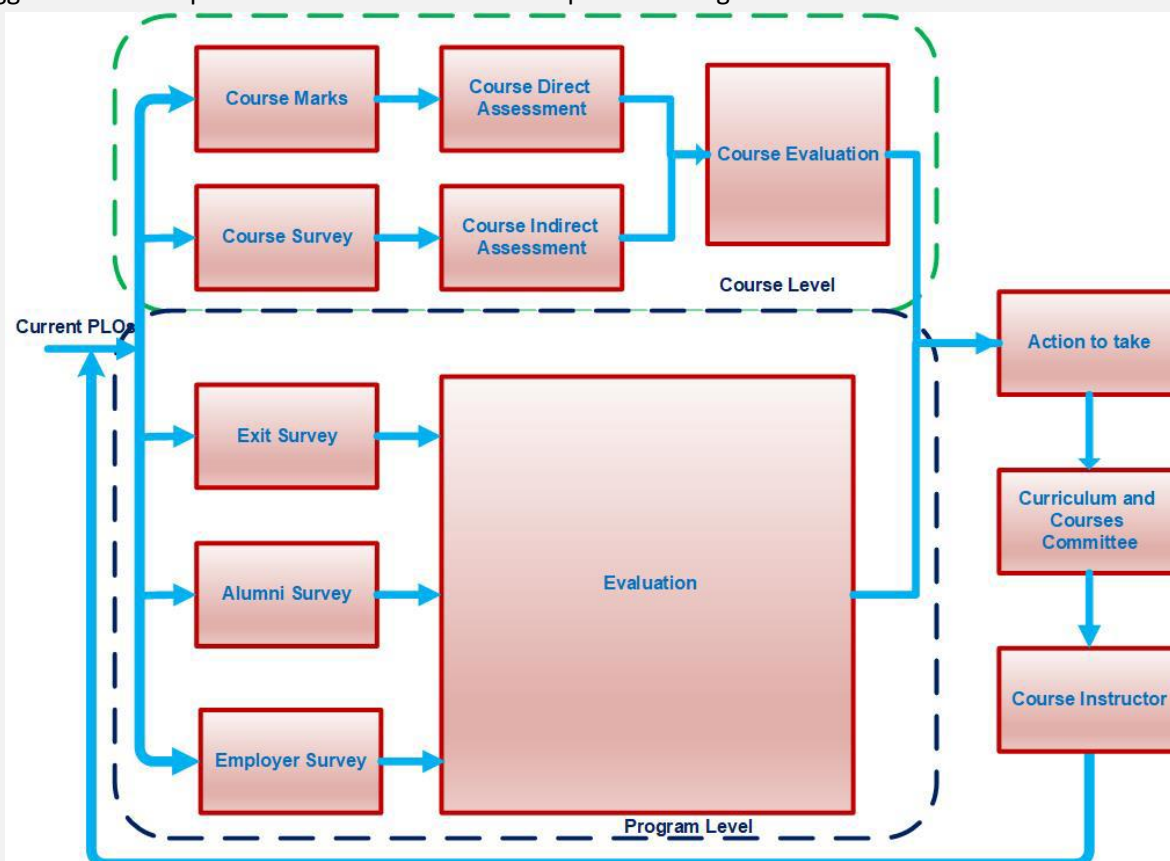 Course Marks
Course Direct
Assessment
Course Evaluation
Course Survey
Course Indirect
Assessment
Course Level
Current PLOs
Action to take
Exit Survey
Curriculum and
Courses
Committee
Alumni Survey
Evaluation
Course Instructor
Employer Survey
Program Level